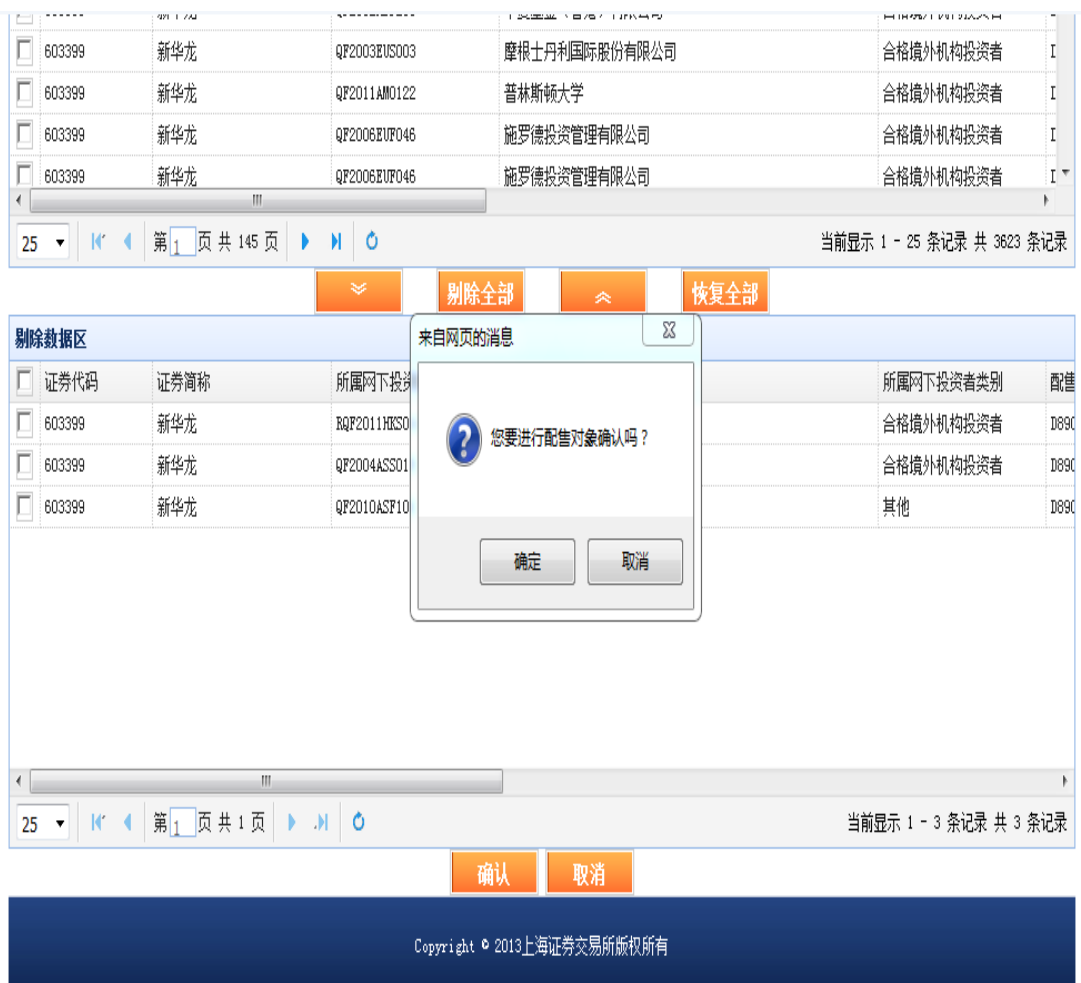 603399 新华龙 QF2003EUS003 摩根士丹利国际股份有限公司 合格境外机构投资者
603399 新华龙 QF2011AMO122 普林斯顿大学 合格境外机构投资者
603399 新华龙 QF2006EUF046 施罗德投资管理有限公司 合格境外机构投资者
603399 新华龙 QF2006EUF046 施罗德投资管理有限公司 合格境外机构投资者
25 第 1 页 共 145 页 当前显示 1 - 25 条记录 共 3623 条记录
剔除全部 恢复全部
剔除数据区
来自网页的消息
证券代码 证券简称 所属网下投资 所属网下投资者类别 配售
603399 新华龙 RQF2011HKS0 合格境外机构投资者 D890
您要进行配售对象确认吗？
603399 新华龙 QF2004ASS01 合格境外机构投资者 D890
603399 新华龙 QF2010ASF10 其他 D890
确定 取消
25 第 1 页 共 1 页 当前显示 1 - 3 条记录 共 3 条记录
确认 取消
Copyright © 2013上海证券交易所版权所有